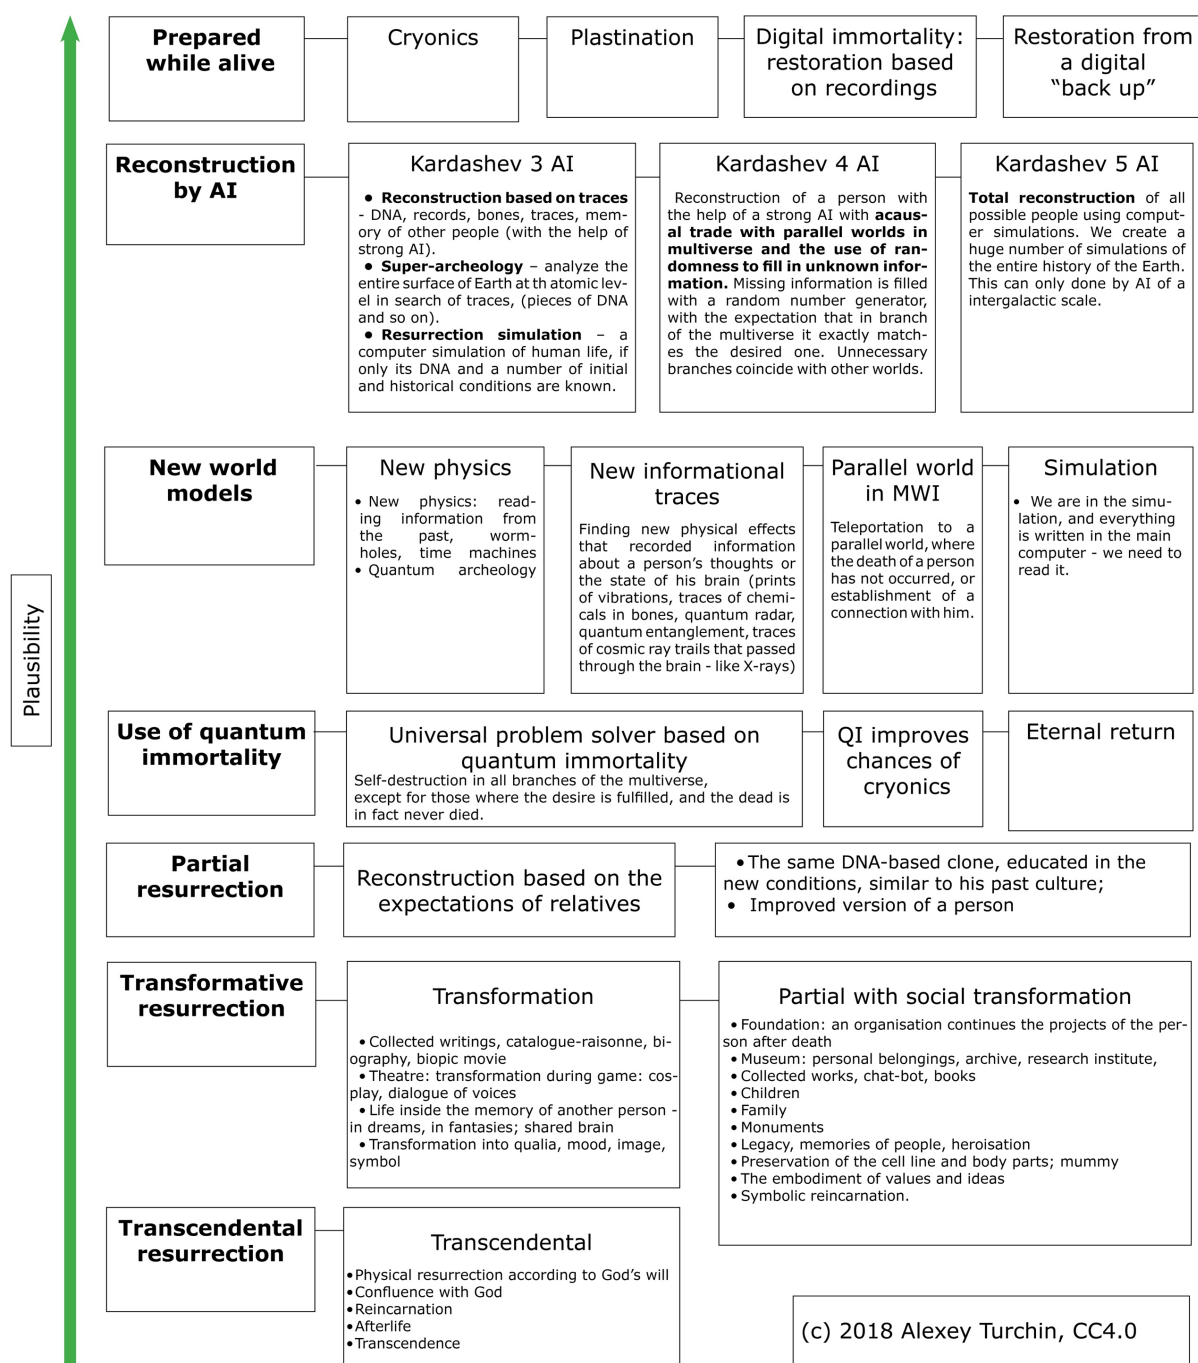 Prepared
while alive
Cryonics
Plastination
Digital immortality:
restoration based
on recordings
Restoration from
a digital
“back up”
Reconstruction
by AI
Kardashev 3 AI
● Reconstruction based on traces
- DNA, records, bones, traces, mem-
ory of other people (with the help of
strong AI).
● Super-archeology – analyze the
entire surface of Earth at th atomic lev-
el in search of traces, (pieces of DNA
and so on).
● Resurrection simulation – a
computer simulation of human life, if
only its DNA and a number of initial
and historical conditions are known.
Kardashev 4 AI
Reconstruction of a person with
the help of a strong AI with acaus-
al trade with parallel worlds in
multiverse and the use of ran-
domness to fill in unknown infor-
mation. Missing information is filled
with a random number generator,
with the expectation that in branch
of the multiverse it exactly match-
es the desired one. Unnecessary
branches coincide with other worlds.
Kardashev 5 AI
Total reconstruction of all
possible people using comput-
er simulations. We create a
huge number of simulations of
the entire history of the Earth.
This can only done by AI of a
intergalactic scale.
New world
models
New physics
• New physics: read-
ing information from
the past, worm-
holes, time machines
• Quantum archeology
New informational
traces
Finding new physical effects
that recorded information
about a person’s thoughts or
the state of his brain (prints
of vibrations, traces of chemi-
cals in bones, quantum radar,
quantum entanglement, traces
of cosmic ray trails that passed
through the brain - like X-rays)
Parallel world
in MWI
Teleportation to a
parallel world, where
the death of a person
has not occurred, or
establishment of a
connection with him.
Simulation
• We are in the simu-
lation, and everything
is written in the main
computer - we need to
read it.
Plausibility
Use of quantum
immortality
Universal problem solver based on
quantum immortality
Self-destruction in all branches of the multiverse,
except for those where the desire is fulfilled, and the dead is
in fact never died.
QI improves
chances of
cryonics
Eternal return
Partial
resurrection
Reconstruction based on the
expectations of relatives
• The same DNA-based clone, educated in the
new conditions, similar to his past culture;
• Improved version of a person
Transformative
resurrection
Transformation
• Collected writings, catalogue-raisonne, bi-
ography, biopic movie
• Theatre: transformation during game: cos-
play, dialogue of voices
• Life inside the memory of another person -
in dreams, in fantasies; shared brain
• Transformation into qualia, mood, image,
symbol
Partial with social transformation
• Foundation: an organisation continues the projects of the per-
son after death
• Museum: personal belongings, archive, research institute,
• Collected works, chat-bot, books
• Children
• Family
• Monuments
• Legacy, memories of people, heroisation
• Preservation of the cell line and body parts; mummy
• The embodiment of values and ideas
• Symbolic reincarnation.
Transcendental
resurrection
Transcendental
• Physical resurrection according to God’s will
• Confluence with God
• Reincarnation
• Afterlife
• Transcendence
(c) 2018 Alexey Turchin, CC4.0